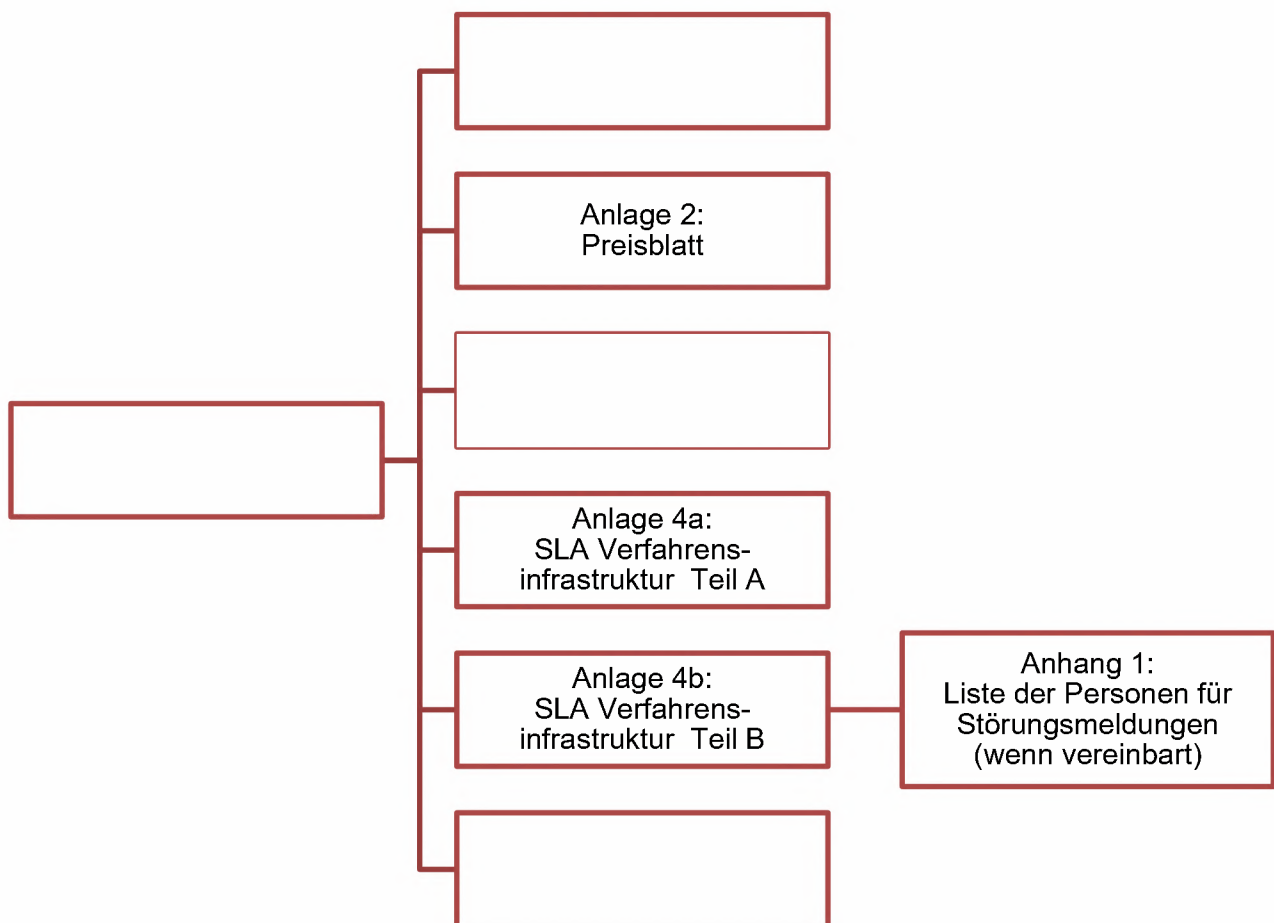 Anlage 2:
Preisblatt
Anlage 4a:
SLA Verfahrens-
infrastruktur  Teil A
Anlage 4b:
SLA Verfahrens-
infrastruktur  Teil B
Anhang 1:
Liste der Personen für
Störungsmeldungen
(wenn vereinbart)